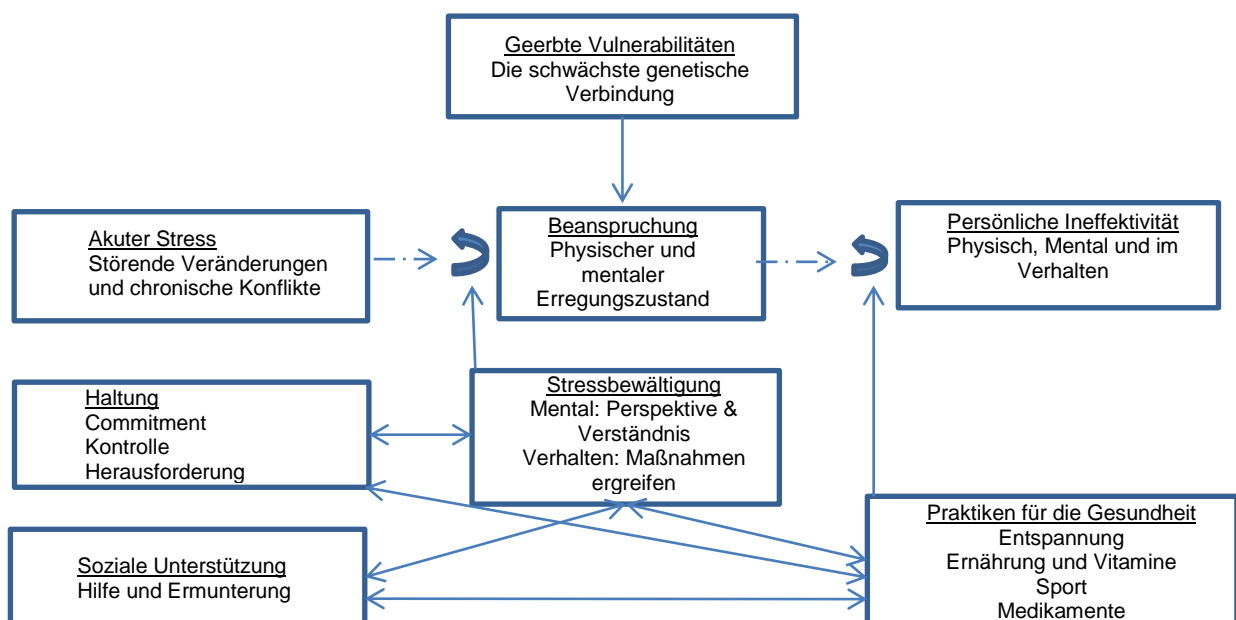 Geerbte Vulnerabilitäten
Die schwächste genetische
Verbindung
Akuter Stress
Störende Veränderungen
und chronische Konflikte
Beanspruchung
Physischer und
mentaler
Erregungszustand
Persönliche Ineffektivität
Physisch, Mental und im
Verhalten
Haltung
Commitment
Kontrolle
Herausforderung
Stressbewältigung
Mental: Perspektive &
Verständnis
Verhalten: Maßnahmen
ergreifen
Soziale Unterstützung
Hilfe und Ermunterung
Praktiken für die Gesundheit
Entspannung
Ernährung und Vitamine
Sport
Medikamente